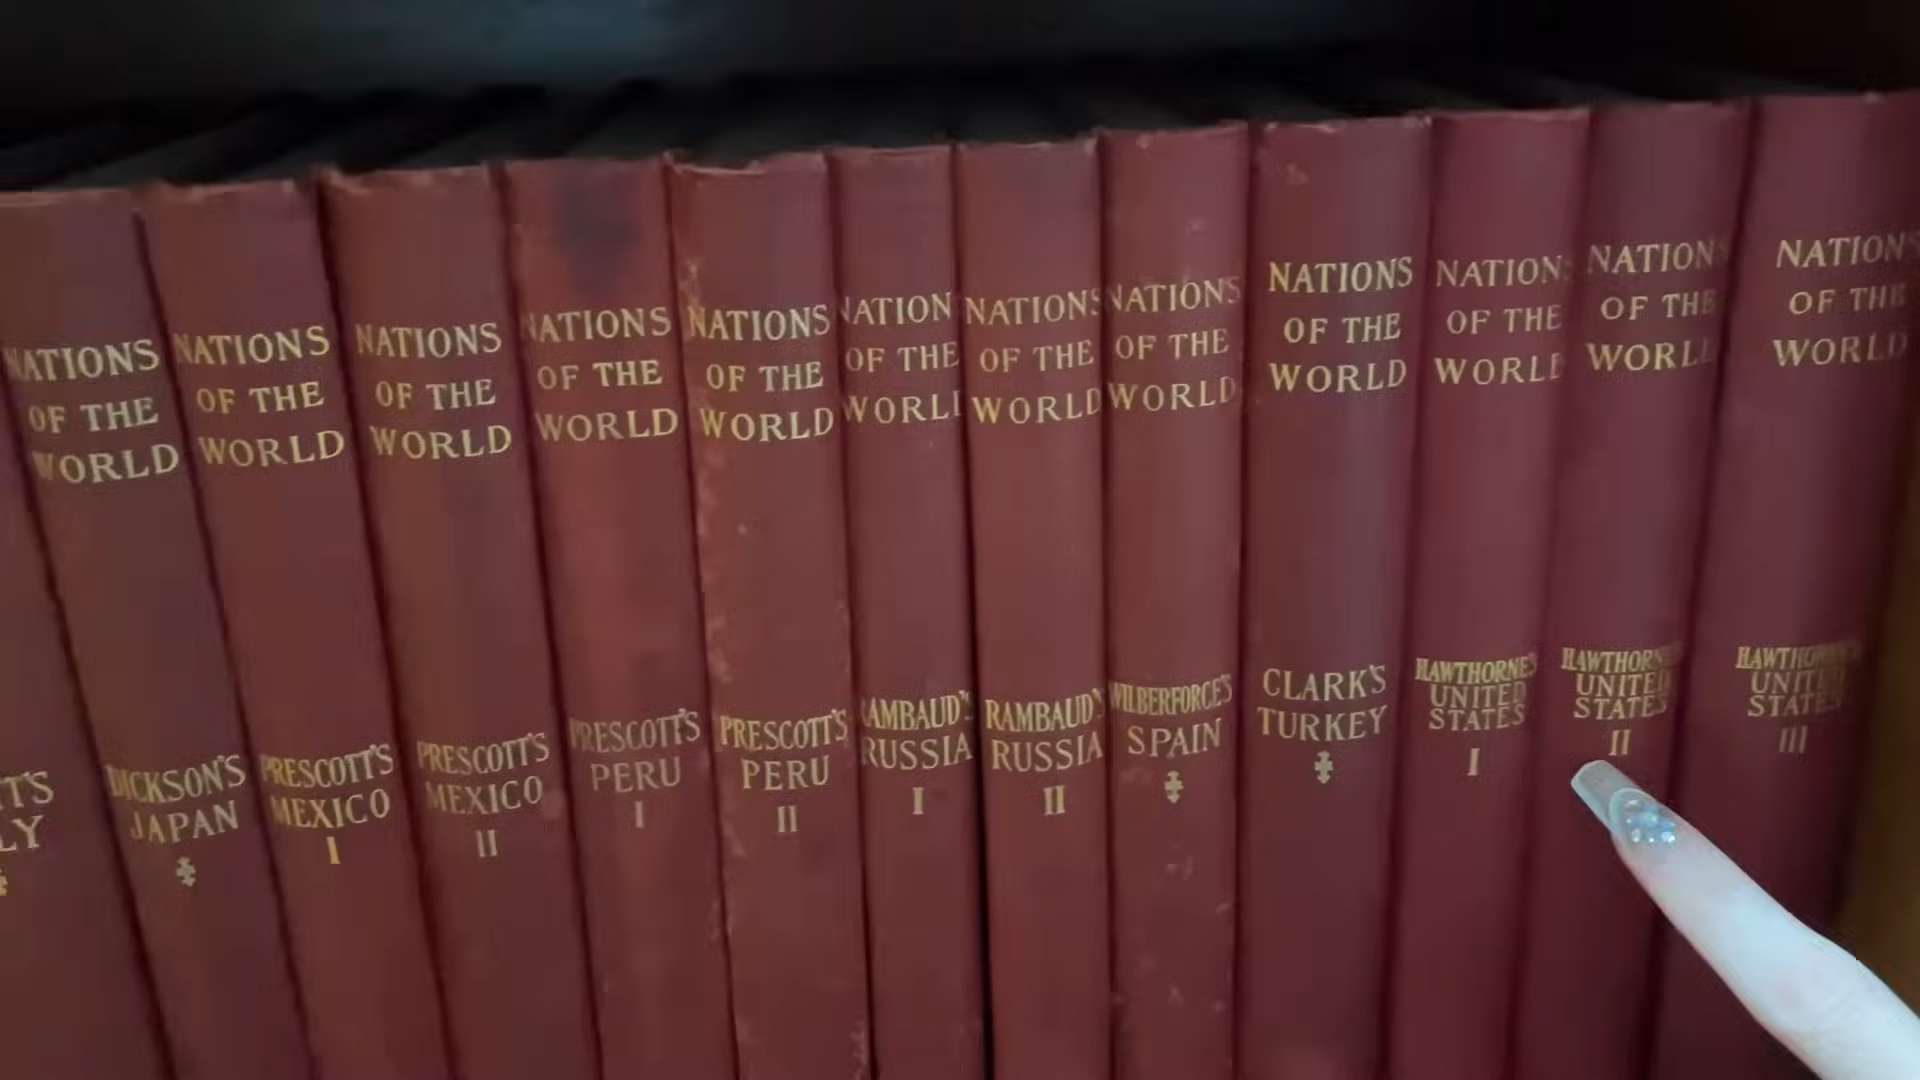 NATIONS
OF THE
WORLD
DICKSON'S
JAPAN
NATIONS
OF THE
WORLD
PRESCOTT'S
MEXICO
I
NATIONS
OF THE
WORLD
PRESCOTT'S
MEXICO
II
NATIONS
OF THE
WORLD
PRESCOTT'S
PERU
I
NATIONS
OF THE
WORLD
PRESCOTT'S
PERU
II
NATIONS
OF THE
WORLD
RAMBAUD'S
RUSSIA
I
NATIONS
OF THE
WORLD
RAMBAUD'S
RUSSIA
II
NATIONS
OF THE
WORLD
WILBERFORCE'S
SPAIN
NATIONS
OF THE
WORLD
CLARK'S
TURKEY
NATIONS
OF THE
WORLD
HAWTHORNE'S
UNITED
STATES
I
NATIONS
OF THE
WORLD
HAWTHORNE'S
UNITED
STATES
II
NATIONS
OF THE
WORLD
HAWTHORNE'S
UNITED
STATES
III